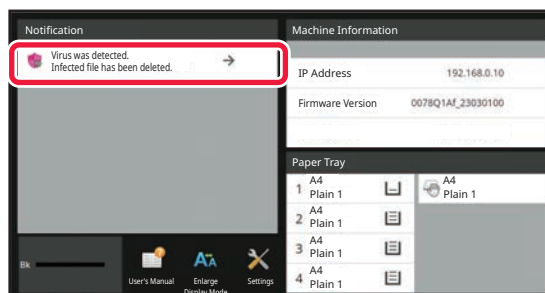 Notification
Virus was detected.
Infected file has been deleted.
Machine Information
IP Address 192.168.0.10
Firmware Version 0078Q1Af_23030100
Paper Tray
1 A4
Plain 1
2 A4
Plain 1
3 A4
Plain 1
4 A4
Plain 1
A4
Plain 1
Bk
User's Manual
Enlarge
Display Mode
Settings